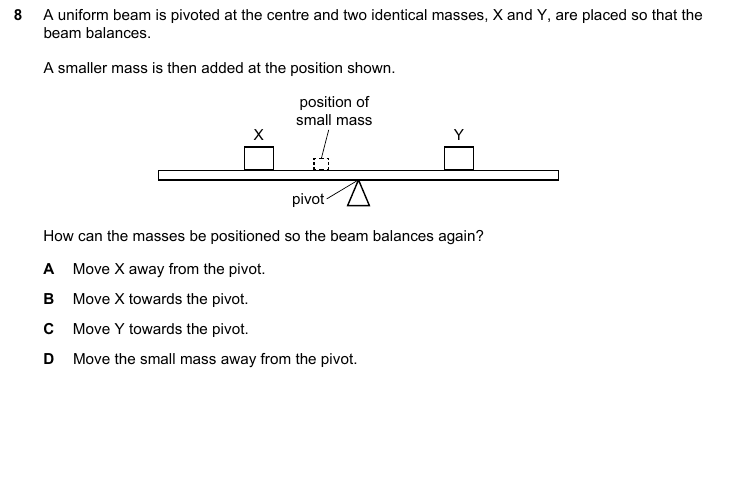 8 A uniform beam is pivoted at the centre and two identical masses, X and Y, are placed so that the
beam balances.
A smaller mass is then added at the position shown.
position of
small mass
X
Y
pivot
How can the masses be positioned so the beam balances again?
A Move X away from the pivot.
B Move X towards the pivot.
C Move Y towards the pivot.
D Move the small mass away from the pivot.